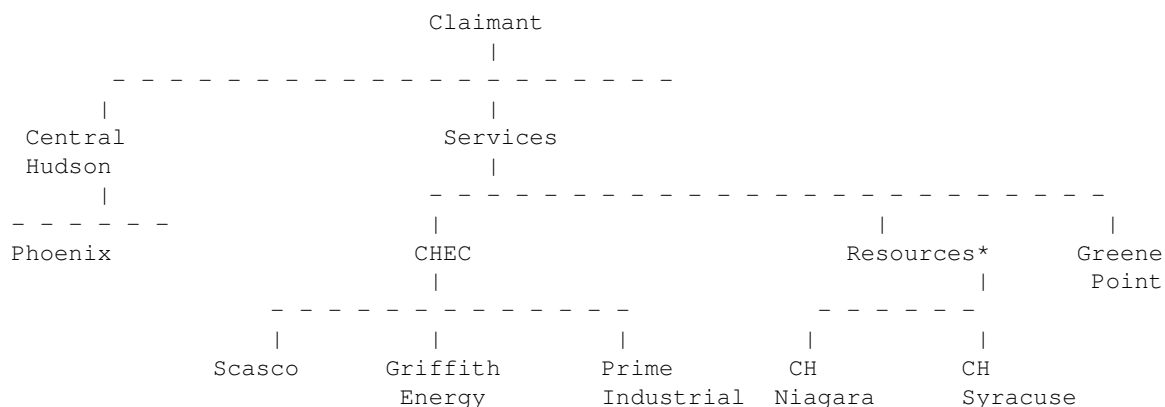 Claimant
|
- - - - - - - - - - - - - - - - - - - -
| |
Central Services
Hudson |
| - - - - - - - - - - - - - - - - - - - - - - - -
- - - - - - | | |
Phoenix CHEC Resources* Greene
| | Point
- - - - - - - - - - - - - - - - - - -
| | | | |
Scasco Griffith Prime CH CH
Energy Industrial Niagara Syracuse